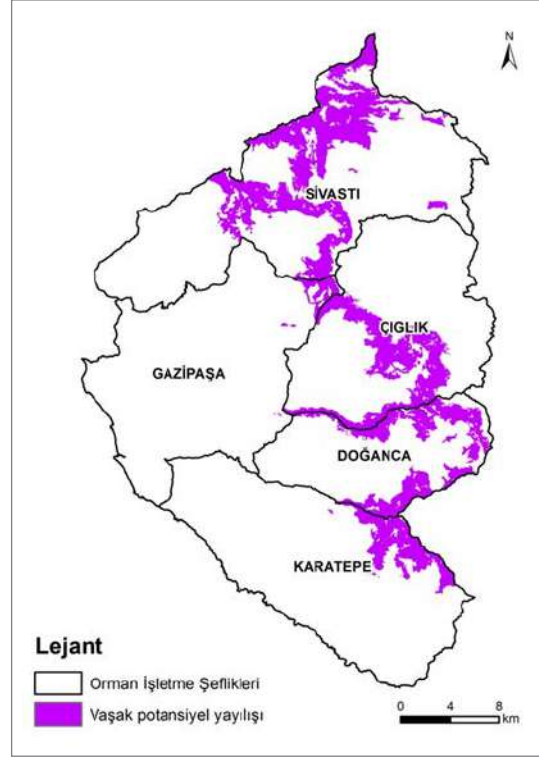 N
SİVASTI
ÇIGLIK
GAZİPAŞA
DOĞANCA
KARATEPE
Lejant
Orman İşletme Şeflikleri
Vaşak potansiyel yayılışı
0 4 8
km